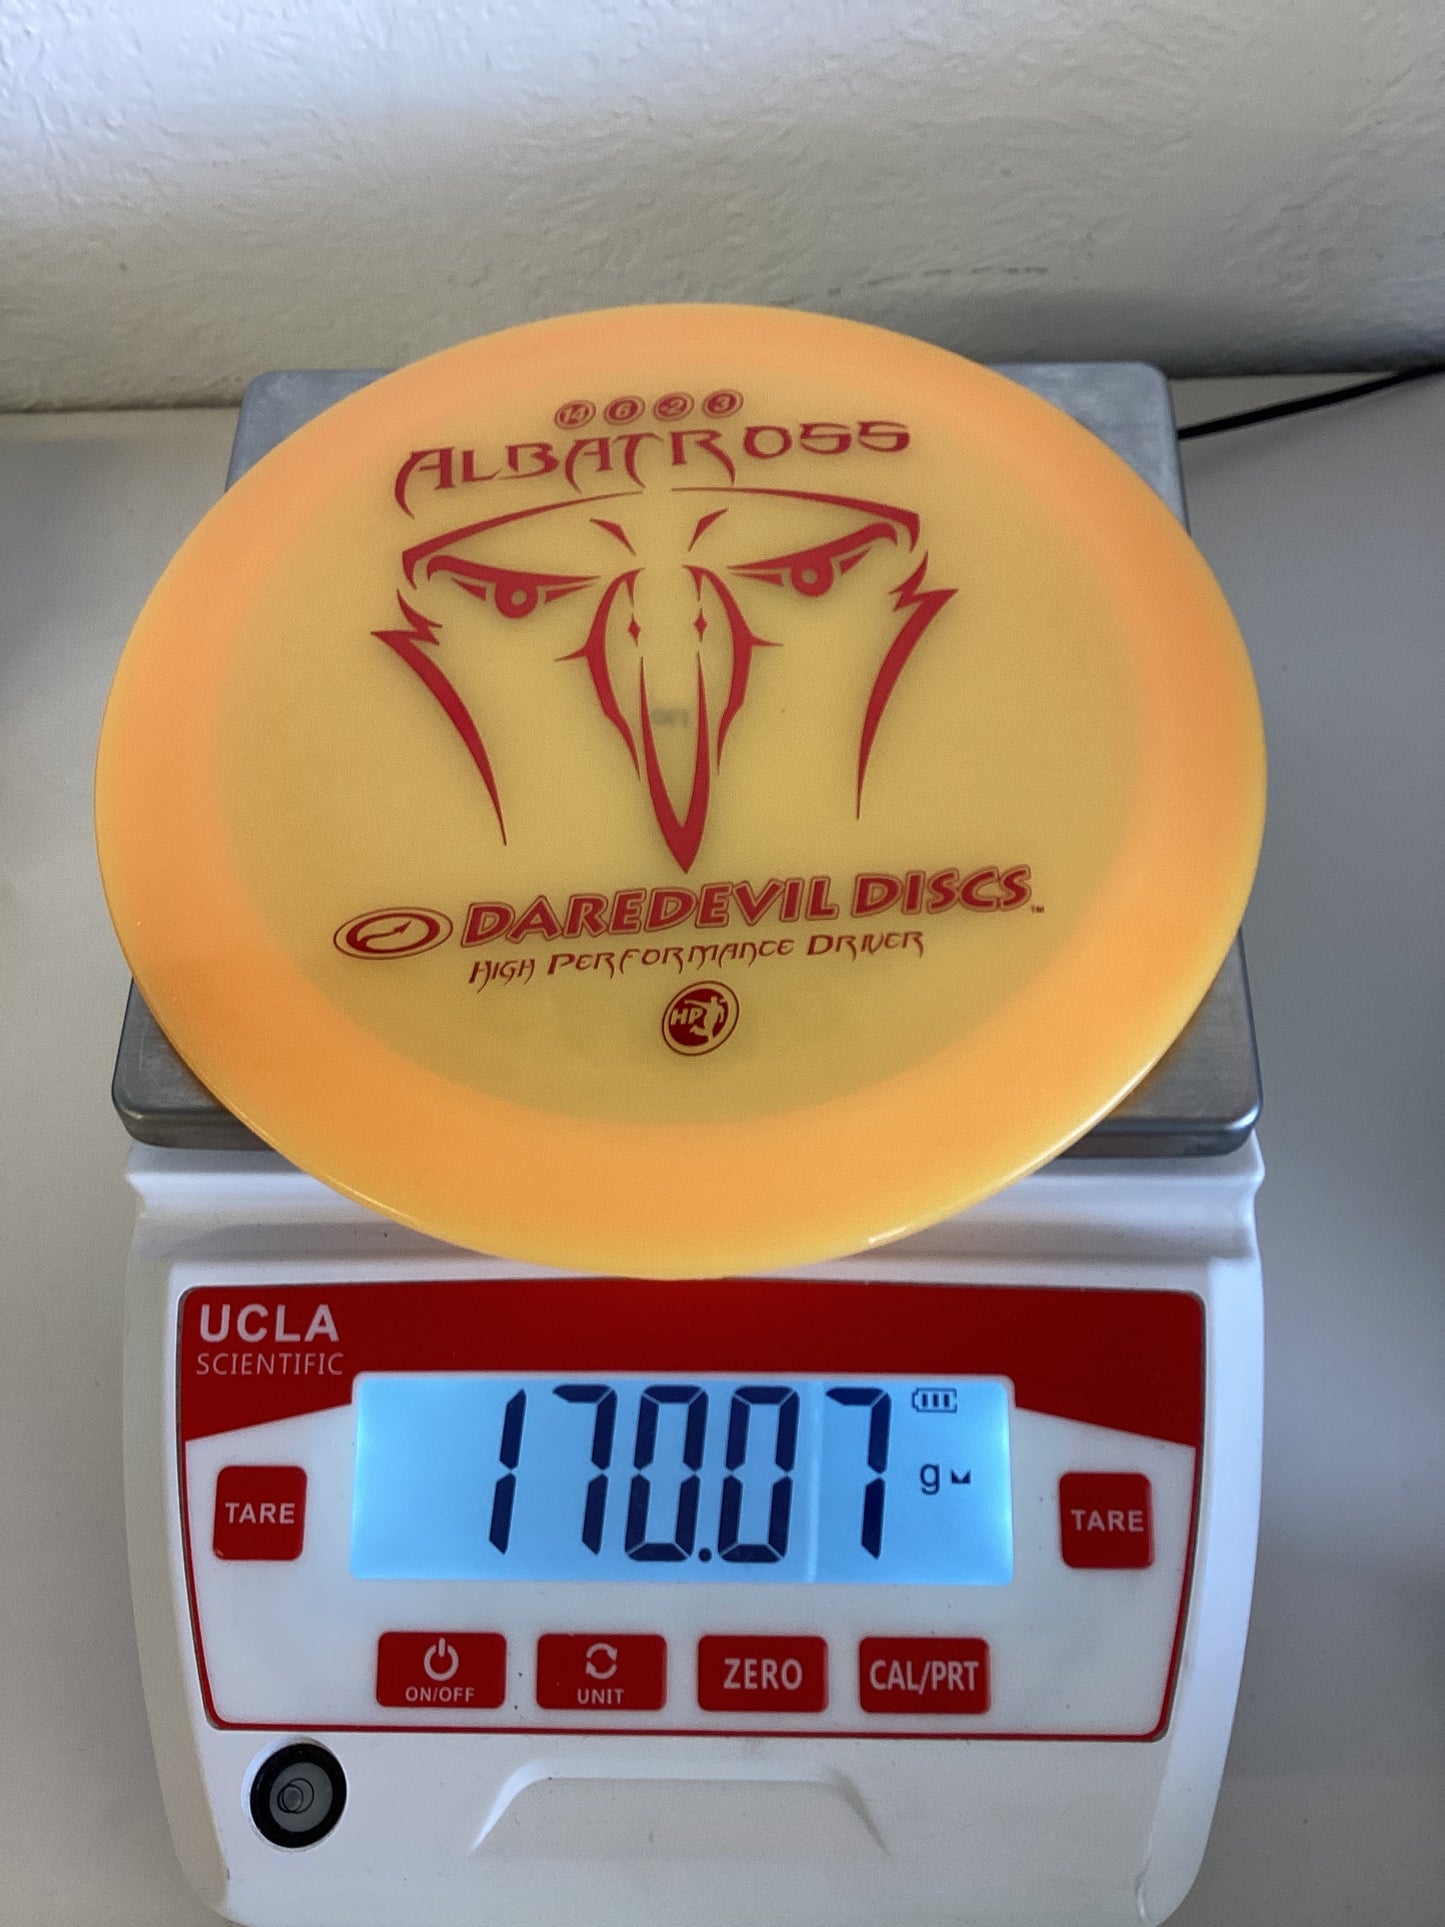 14 6 -2 3
ALBATROSS
DAREDEVIL DISCS™
HIGH PERFORMANCE DRIVER
HP
UCLA
SCIENTIFIC
170.07
g
TARE
TARE
ON/OFF
UNIT
ZERO
CAL/PRT